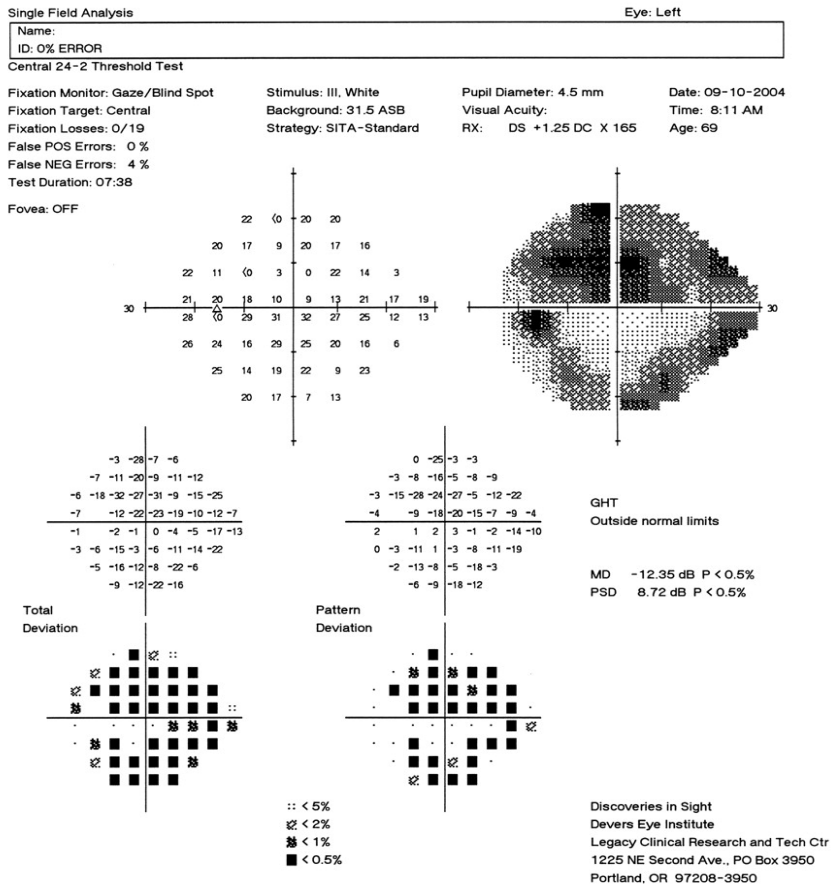 Single Field Analysis Eye: Left
Name:
ID: 0% ERROR
Central 24-2 Threshold Test
Fixation Monitor: Gaze/Blind Spot Stimulus: III, White Pupil Diameter: 4.5 mm Date: 09-10-2004
Fixation Target: Central Background: 31.5 ASB Visual Acuity: Time: 8:11 AM
Fixation Losses: 0/19 Strategy: SITA-Standard RX: DS +1.25 DC X 165 Age: 69
False POS Errors: 0 %
False NEG Errors: 4 %
Test Duration: 07:38
Fovea: OFF
22 <0 20 20
20 17 9 20 17 16
22 11 <0 3 0 22 14 3
21 20 18 10 9 13 21 17 19
30 30
28 <0 29 31 32 27 25 12 13
26 24 16 29 25 20 16 6
25 14 19 22 9 23
20 17 7 13
-3 -28 -7 -6 0 -25 -3 -3
-7 -11 -20 -9 -11 -12 -3 -8 -16 -5 -8 -9
-6 -18 -32 -27 -31 -9 -15 -25 -3 -15 -28 -24 -27 -5 -12 -22
-7 -12 -22 -23 -19 -10 -12 -7 -4 -9 -18 -20 -15 -7 -9 -4
-1 -2 -1 0 -4 -5 -17 -13 2 1 2 3 -1 -2 -14 -10
-3 -6 -15 -3 -6 -11 -14 -22 0 -3 -11 1 -3 -8 -11 -19
-5 -16 -12 -8 -22 -6 -2 -13 -8 -5 -18 -3
-9 -12 -22 -16 -6 -9 -18 -12
GHT
Outside normal limits
MD -12.35 dB P < 0.5%
PSD 8.72 dB P < 0.5%
Total Pattern
Deviation Deviation
< 5%
< 2%
< 1%
< 0.5%
Discoveries in Sight
Devers Eye Institute
Legacy Clinical Research and Tech Ctr
1225 NE Second Ave., PO Box 3950
Portland, OR 97208-3950